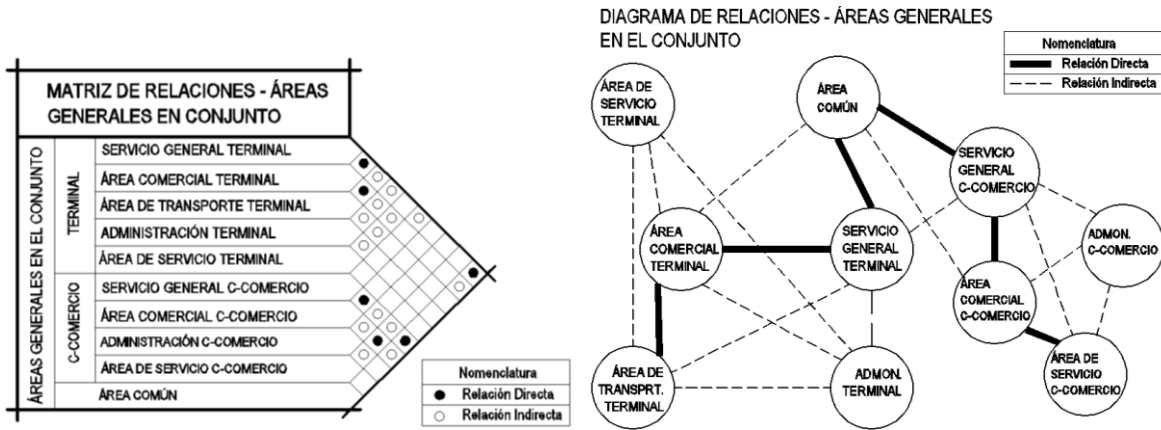 MATRIZ DE RELACIONES - ÁREAS
GENERALES EN CONJUNTO
ÁREAS GENERALES EN EL CONJUNTO
TERMINAL
SERVICIO GENERAL TERMINAL
ÁREA COMERCIAL TERMINAL
ÁREA DE TRANSPORTE TERMINAL
ADMINISTRACIÓN TERMINAL
ÁREA DE SERVICIO TERMINAL
C-COMERCIO
SERVICIO GENERAL C-COMERCIO
ÁREA COMERCIAL C-COMERCIO
ADMINISTRACIÓN C-COMERCIO
ÁREA DE SERVICIO C-COMERCIO
ÁREA COMÚN
Nomenclatura
Relación Directa
Relación Indirecta
DIAGRAMA DE RELACIONES - ÁREAS GENERALES
EN EL CONJUNTO
Nomenclatura
Relación Directa
Relación Indirecta
ÁREA DE
SERVICIO
TERMINAL
ÁREA
COMÚN
SERVICIO
GENERAL
C-COMERCIO
ÁREA
COMERCIAL
TERMINAL
SERVICIO
GENERAL
TERMINAL
ADMON.
C-COMERCIO
ÁREA
COMERCIAL
C-COMERCIO
ÁREA DE
TRANSPRT.
TERMINAL
ADMON.
TERMINAL
ÁREA DE
SERVICIO
C-COMERCIO